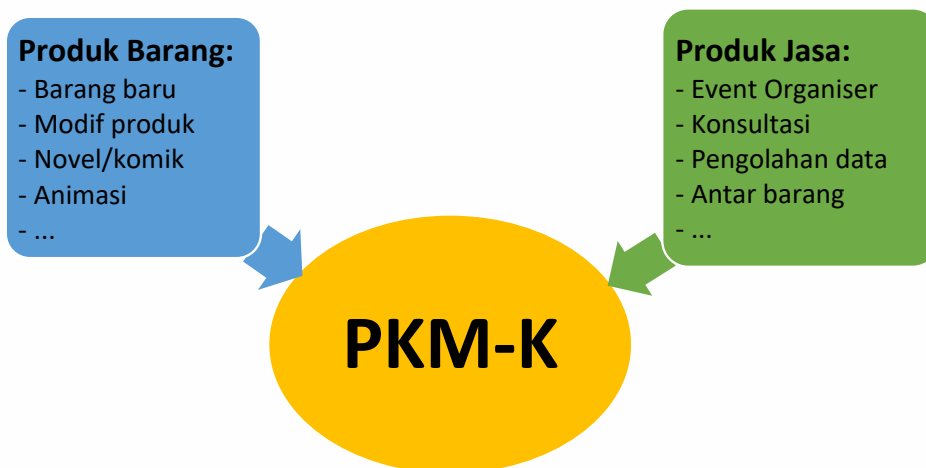 Produk Barang:
- Barang baru
- Modif produk
- Novel/komik
- Animasi
- ...
Produk Jasa:
- Event Organiser
- Konsultasi
- Pengolahan data
- Antar barang
- ...
PKM-K